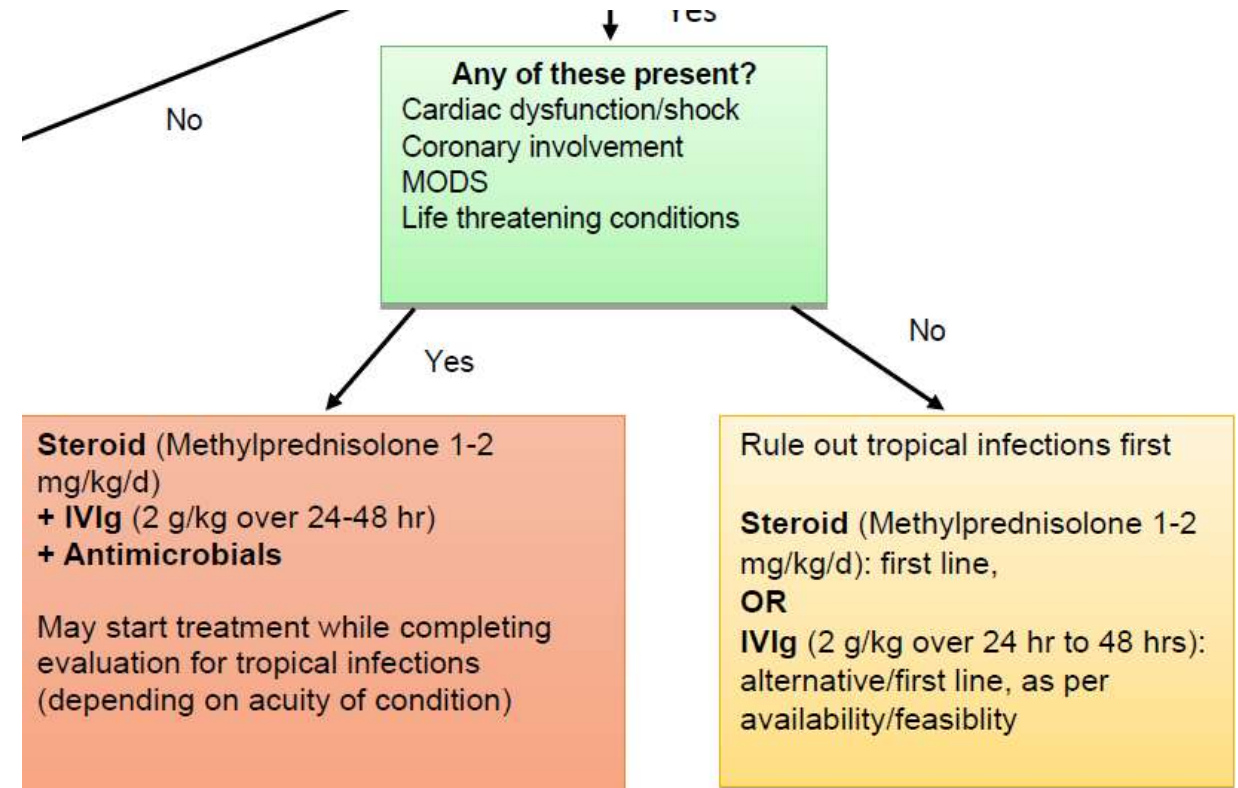 Yes
No
Any of these present?
Cardiac dysfunction/shock
Coronary involvement
MODS
Life threatening conditions
Yes
No
Steroid (Methylprednisolone 1-2
mg/kg/d)
+ IVIg (2 g/kg over 24-48 hr)
+ Antimicrobials
May start treatment while completing
evaluation for tropical infections
(depending on acuity of condition)
Rule out tropical infections first
Steroid (Methylprednisolone 1-2
mg/kg/d): first line,
OR
IVIg (2 g/kg over 24 hr to 48 hrs):
alternative/first line, as per
availability/feasiblity